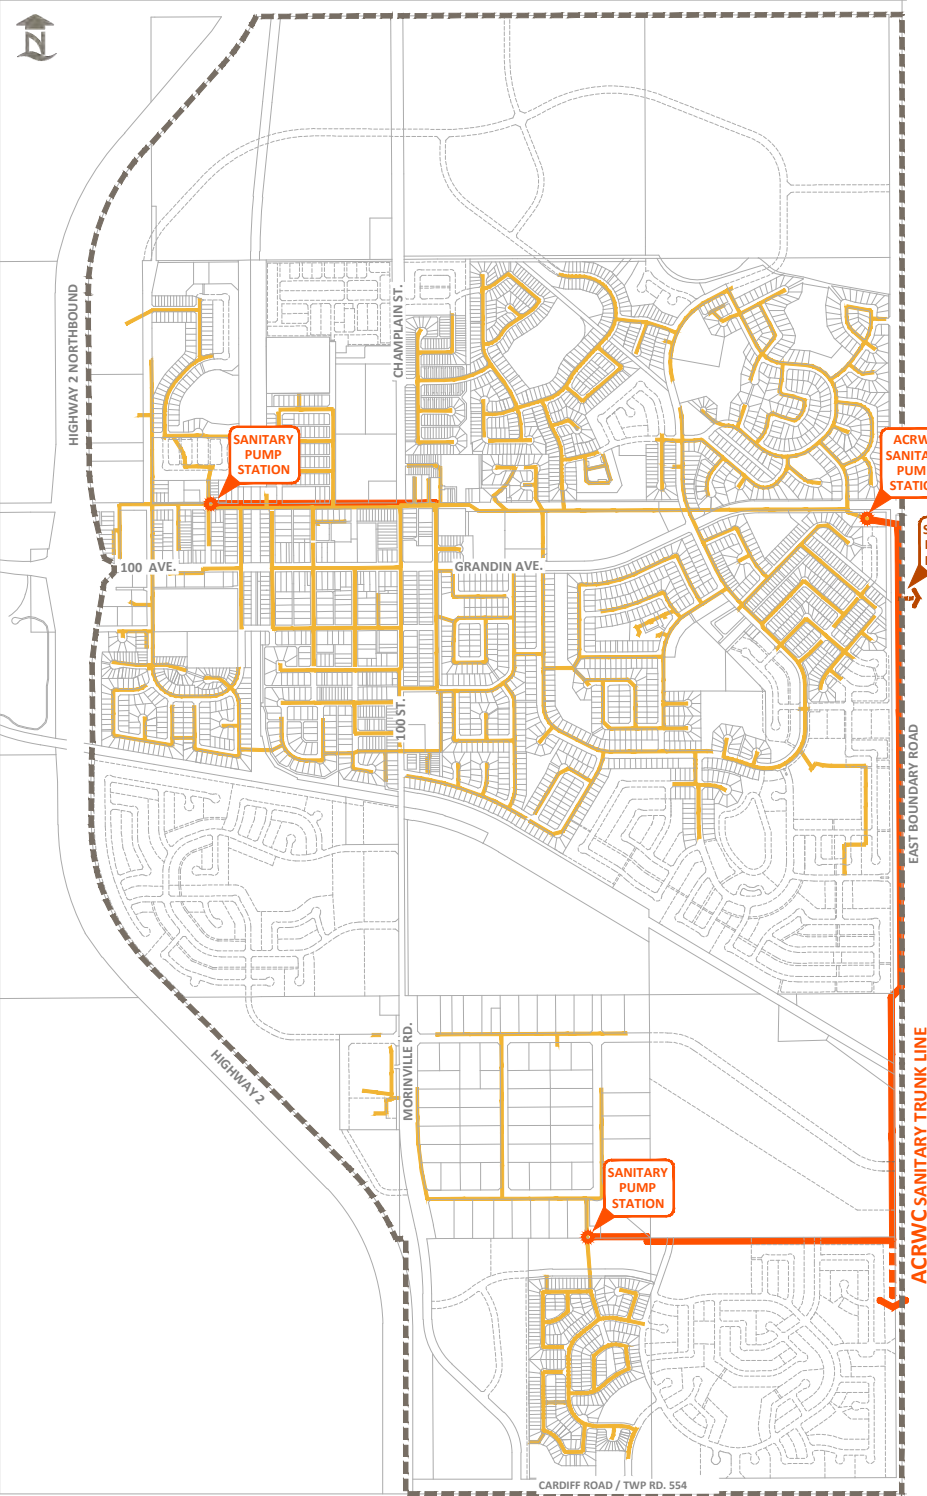 N
HIGHWAY 2 NORTHBOUND
CHAMPLAIN ST.
SANITARY
PUMP
STATION
ACRW
SANITA
PUM
STATIO
100 AVE.
GRANDIN AVE.
100 ST.
EAST BOUNDARY ROAD
HIGHWAY 2
MORINVILLE RD.
ACRWC SANITARY TRUNK LINE
SANITARY
PUMP
STATION
CARDIFF ROAD / TWP RD. 554